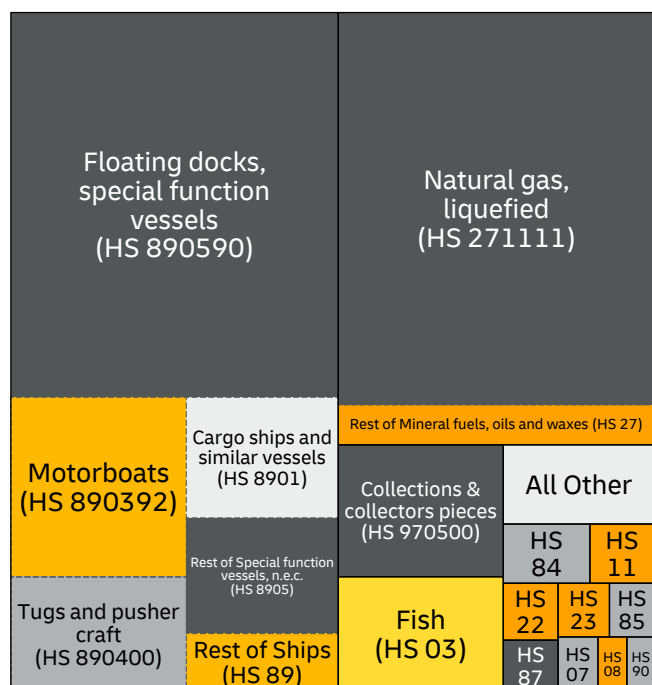 Floating docks,
special function
vessels
(HS 890590)
Natural gas,
liquefied
(HS 271111)
Motorboats
(HS 890392)
Cargo ships and
similar vessels
(HS 8901)
Rest of Special function
vessels, n.e.c.
(HS 8905)
Tugs and pusher
craft
(HS 890400)
Rest of Ships
(HS 89)
Rest of Mineral fuels, oils and waxes (HS 27)
Collections &
collectors pieces
(HS 970500)
Fish
(HS 03)
All Other
HS
84
HS
11
HS
22
HS
23
HS
85
HS
87
HS
07
HS
08
HS
90